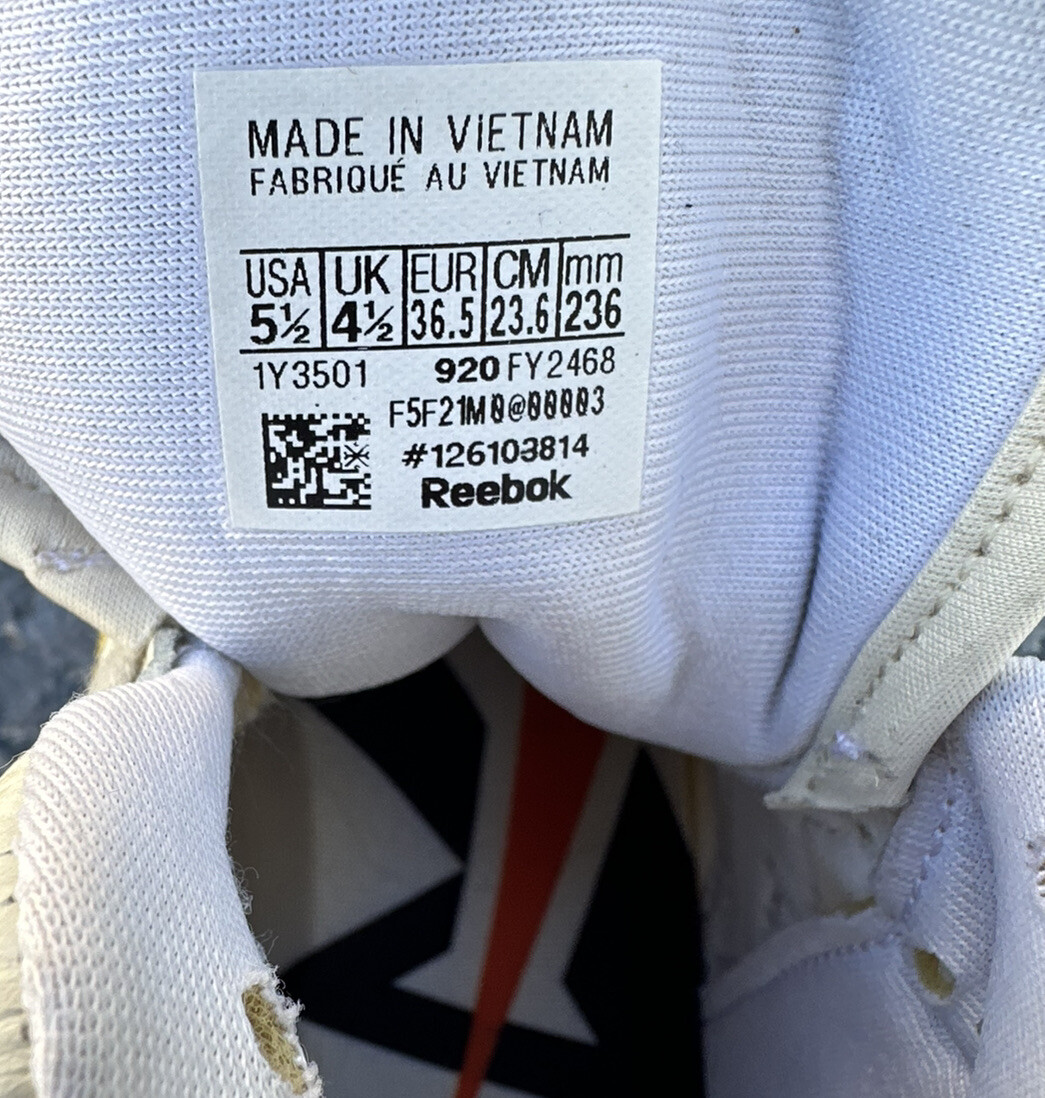 MADE IN VIETNAM
FABRIQUÉ AU VIETNAM
USA UK EUR CM mm
5½ 4½ 36.5 23.6 236
1Y3501 920 FY2468
F5F21M0@00003
#126103814
Reebok